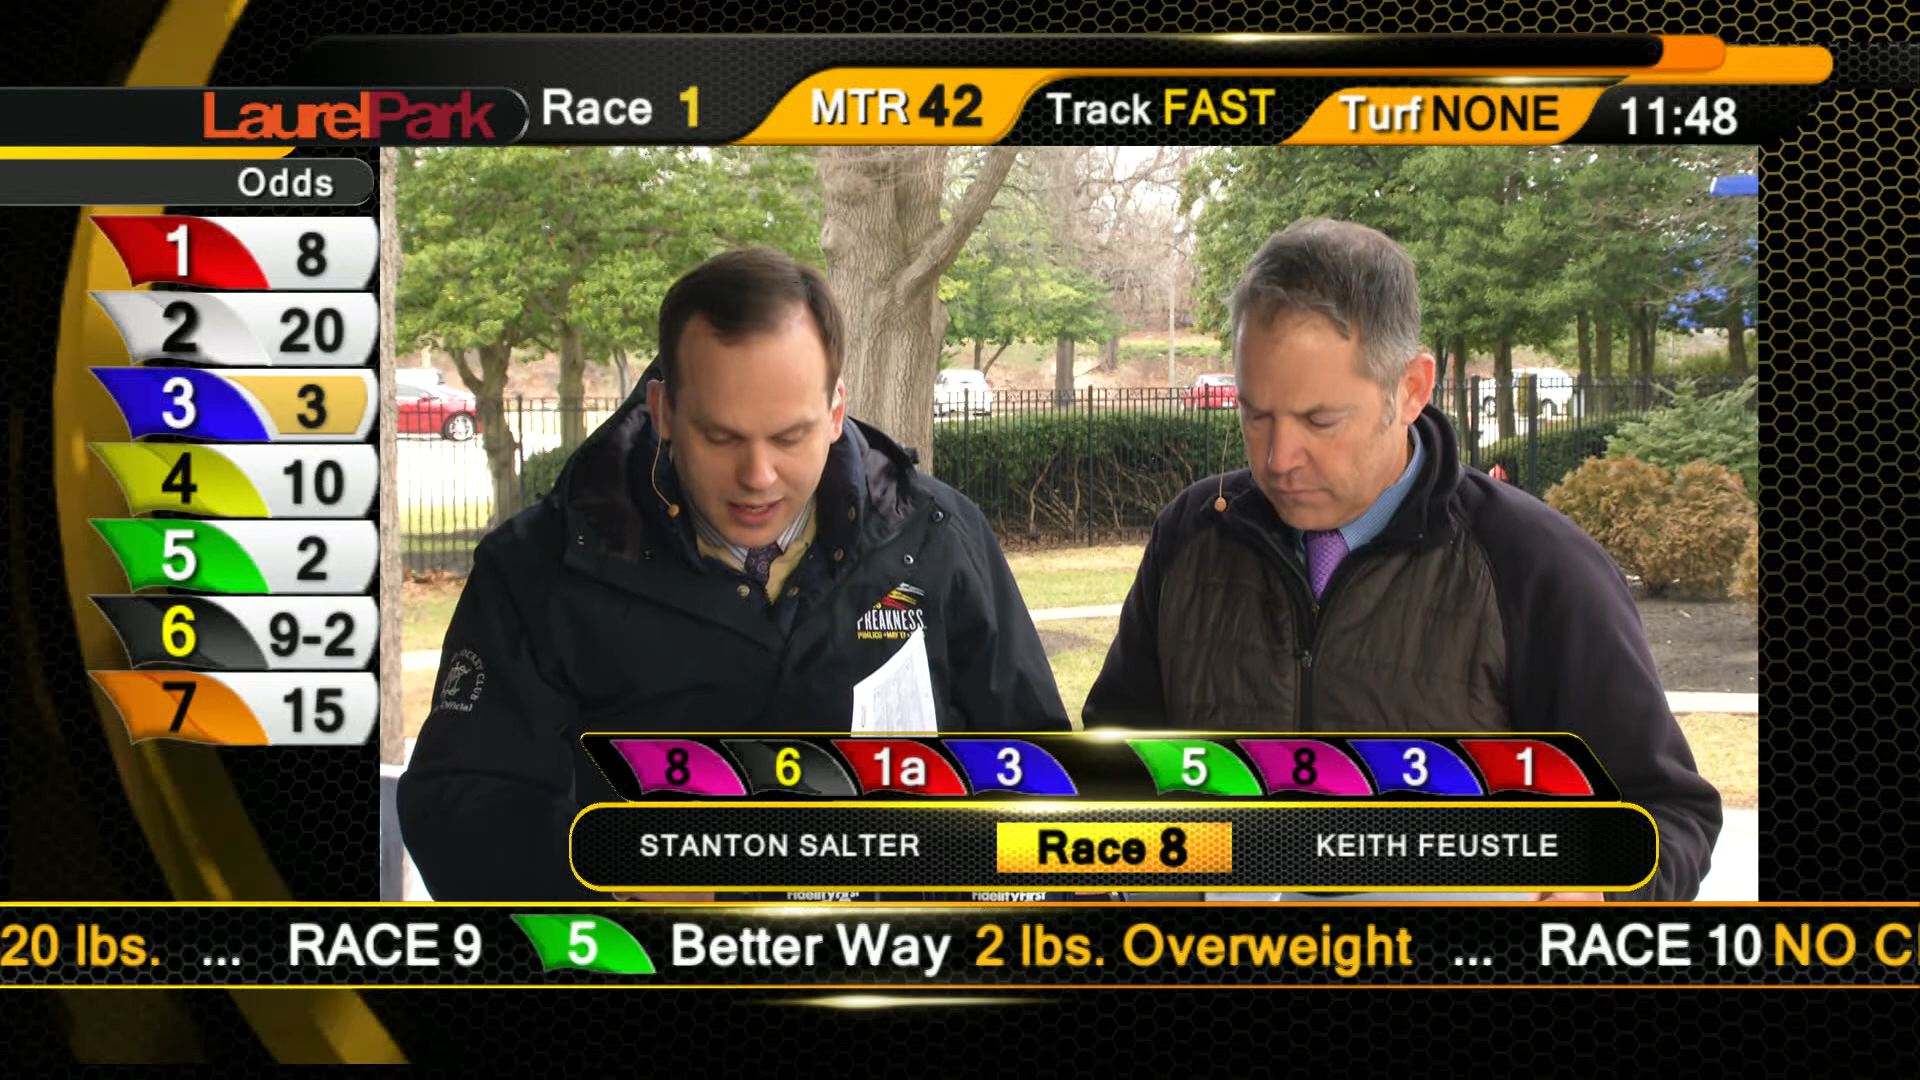 LaurelPark Race 1 MTR 42 Track FAST Turf NONE 11:48
Odds
1 8
2 20
3 3
4 10
5 2
6 9-2
7 15
8 6 1a 3 5 8 3 1
STANTON SALTER Race 8 KEITH FEUSTLE
FidelityFirst FidelityFirst
20 lbs. ... RACE 9 5 Better Way 2 lbs. Overweight ... RACE 10 NO C